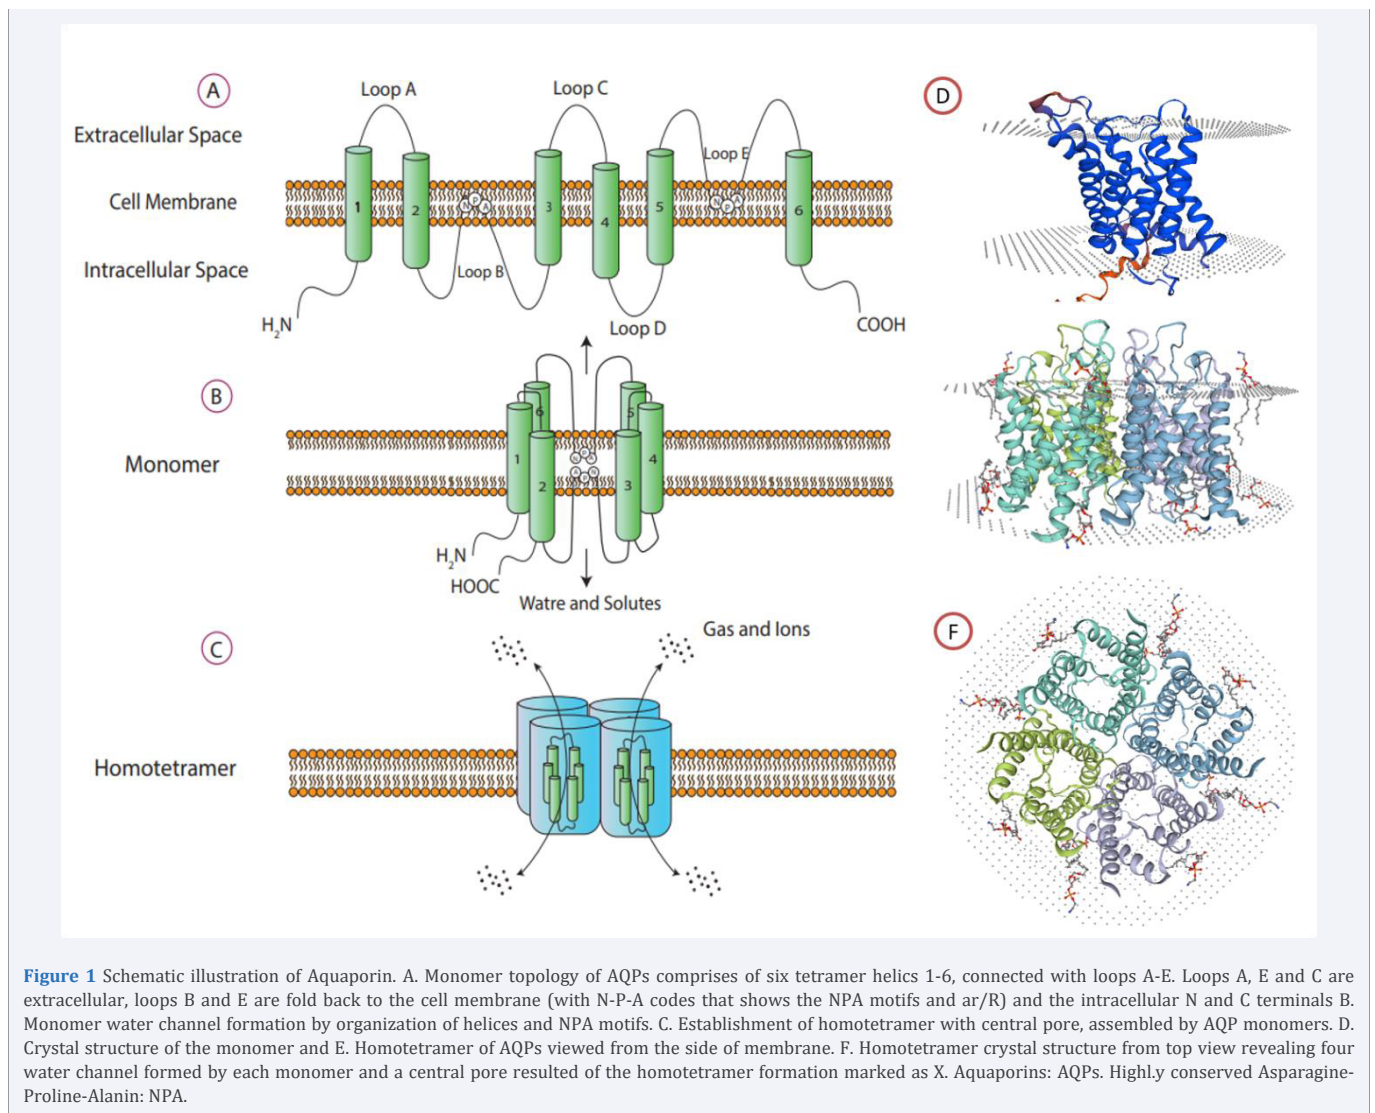 A
Loop A
Loop C
D
Extracellular Space
Loop E
Cell Membrane
1
2
N P A
3
4
5
N P A
6
Intracellular Space
Loop B
H2N
Loop D
COOH
B
6
5
Monomer
1
2
N P A
A P N
3
4
H2N
HOOC
Watre and Solutes
Gas and Ions
C
F
Homotetramer
Figure 1 Schematic illustration of Aquaporin. A. Monomer topology of AQPs comprises of six tetramer helics 1-6, connected with loops A-E. Loops A, E and C are
extracellular, loops B and E are fold back to the cell membrane (with N-P-A codes that shows the NPA motifs and ar/R) and the intracellular N and C terminals B.
Monomer water channel formation by organization of helices and NPA motifs. C. Establishment of homotetramer with central pore, assembled by AQP monomers. D.
Crystal structure of the monomer and E. Homotetramer of AQPs viewed from the side of membrane. F. Homotetramer crystal structure from top view revealing four
water channel formed by each monomer and a central pore resulted of the homotetramer formation marked as X. Aquaporins: AQPs. Highl.y conserved Asparagine-
Proline-Alanin: NPA.